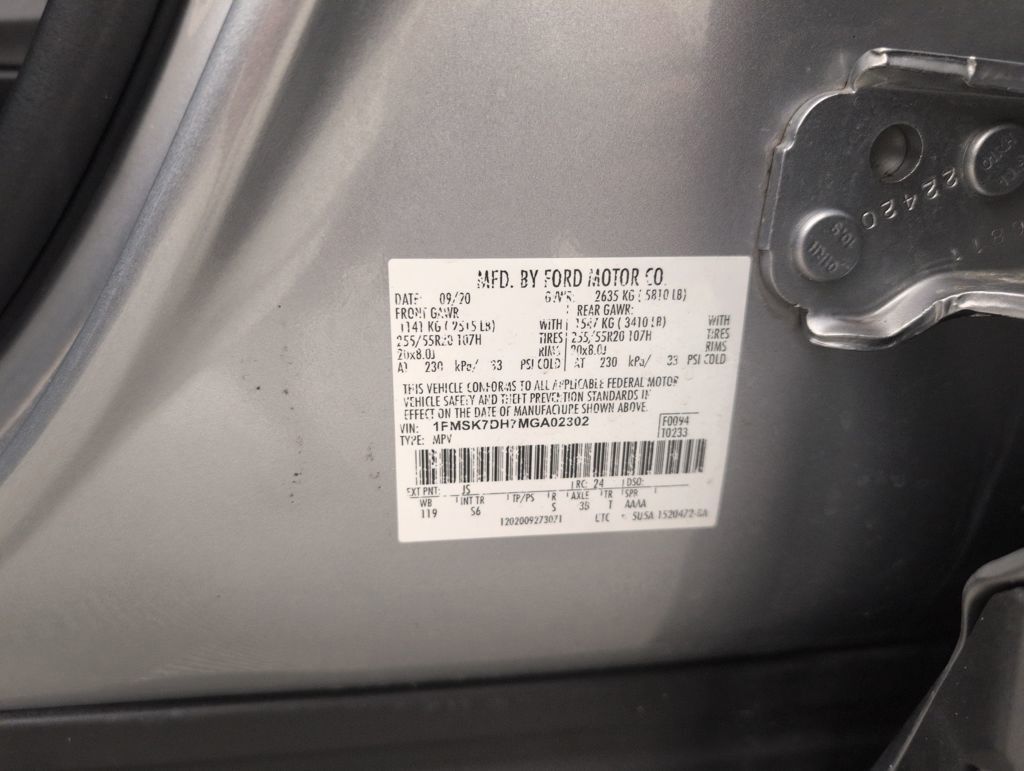 MFD. BY FORD MOTOR CO.
DATE: 09/20 GVWR: 2635 KG ( 5810 LB)
FRONT GAWR: REAR GAWR:
1141 KG ( 2515 LB) WITH 1547 KG ( 3410 LB) WITH
255/55R20 107H TIRES 255/55R20 107H TIRES
20x8.0J RIMS 20x8.0J RIMS
AT 230 kPa/ 33 PSI COLD AT 230 kPa/ 33 PSI COLD
THIS VEHICLE CONFORMS TO ALL APPLICABLE FEDERAL MOTOR
VEHICLE SAFETY AND THEFT PREVENTION STANDARDS IN
EFFECT ON THE DATE OF MANUFACTURE SHOWN ABOVE.
VIN: 1FMSK7DH7MGA02302 F0094
TYPE: MPV T0233
EXT PNT: JS RC: 24 DSO:
WB INT TR TP/PS R AXLE TR SPR
119 S6 S 3B T AAAA
1202009273071 UTC 5U5A-1520472-BA
22420